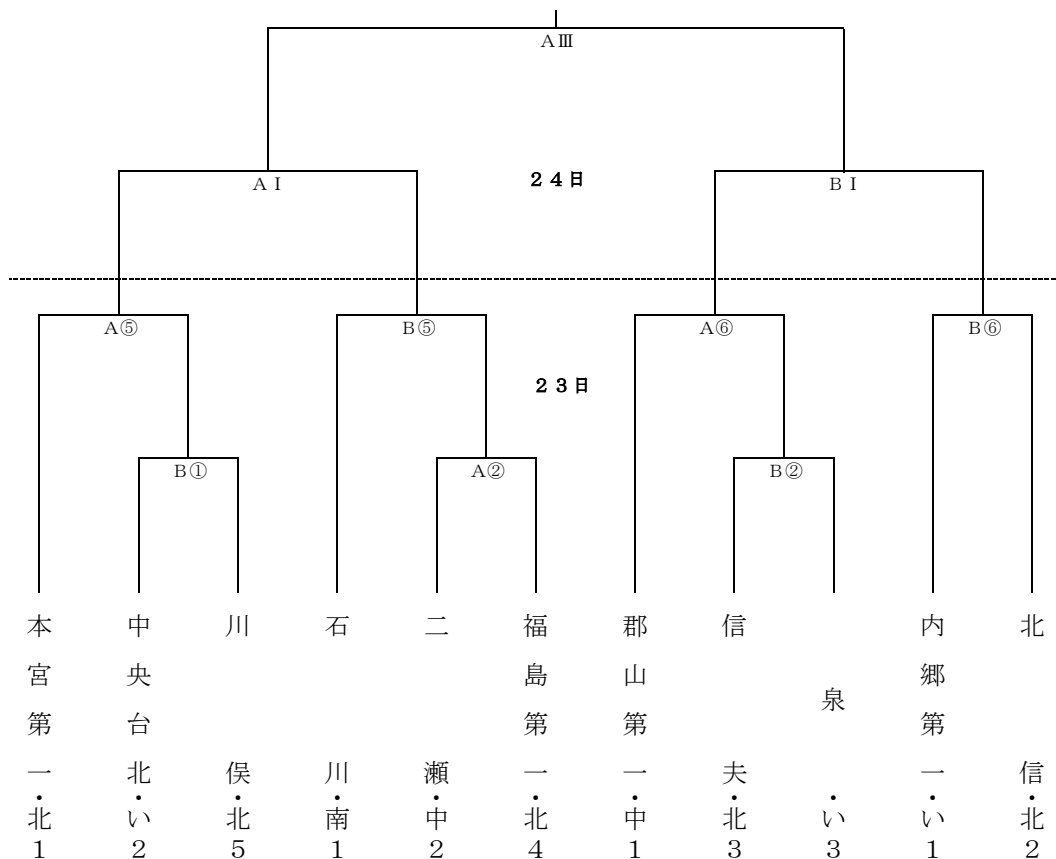 AⅢ
AⅠ
24日
BⅠ
A⑤
B⑤
A⑥
B⑥
23日
B①
A②
B②
本宮第一・北1
中央台北・い2
川俣・北5
石川・南1
二瀬・中2
福島第一・北4
郡山第一・中1
信夫・北3
泉・い3
内郷第一・い1
北信・北2